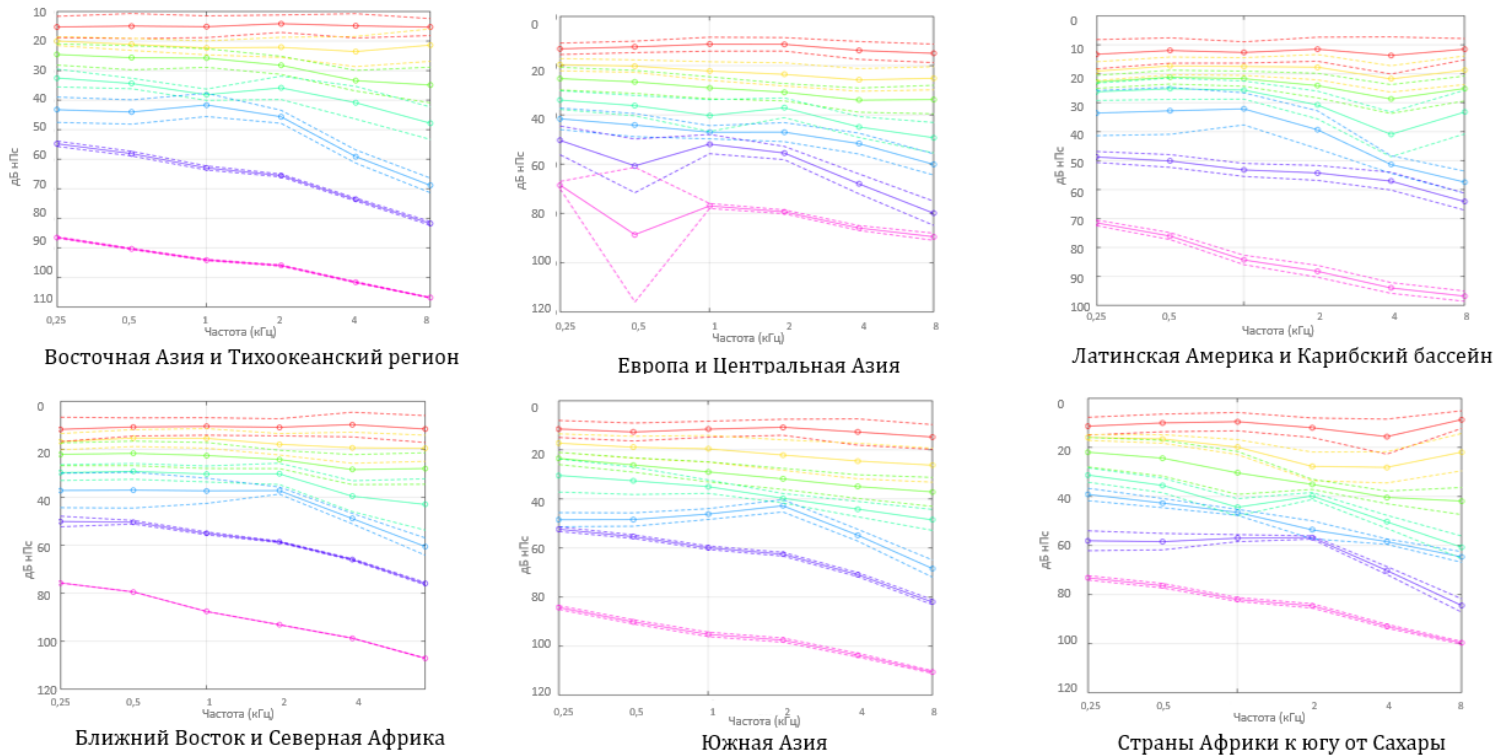 10
20
30
40
50
60
70
80
90
100
110
дБ нПс
0,25 0,5 1 2 4 8
Частота (кГц)
Восточная Азия и Тихоокеанский регион
0
20
40
60
80
100
120
дБ нПс
0,25 0,5 1 2 4 8
Частота (кГц)
Европа и Центральная Азия
0
10
20
30
40
50
60
70
80
90
100
дБ нПс
0,25 0,5 1 2 4 8
Частота (кГц)
Латинская Америка и Карибский бассейн
0
20
40
60
80
100
120
дБ нПс
0,25 0,5 1 2 4
Частота (кГц)
Ближний Восток и Северная Африка
0
20
40
60
80
100
120
дБ нПс
0,25 0,5 1 2 4 8
Частота (кГц)
Южная Азия
0
20
40
60
80
100
120
дБ нПс
0,25 0,5 1 2 4 8
Частота (кГц)
Страны Африки к югу от Сахары